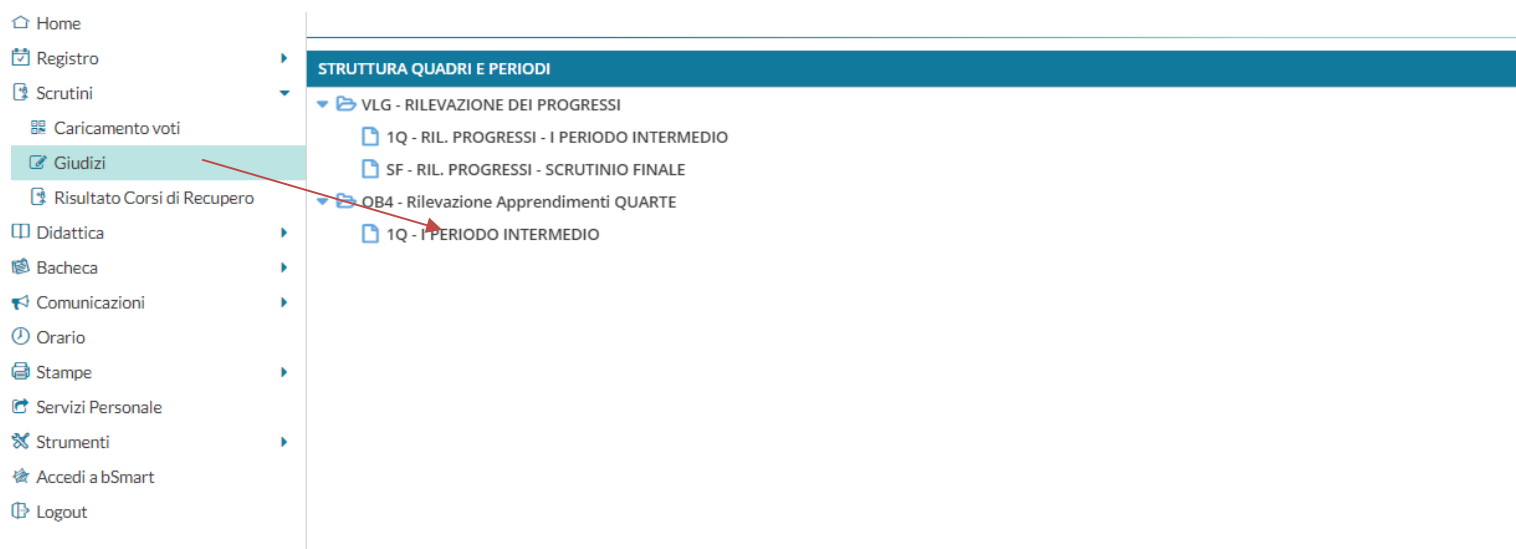 Home
Registro
Scrutini
Caricamento voti
Giudizi
Risultato Corsi di Recupero
Didattica
Bacheca
Comunicazioni
Orario
Stampe
Servizi Personale
Strumenti
Accedi a bSmart
Logout
STRUTTURA QUADRI E PERIODI
VLG - RILEVAZIONE DEI PROGRESSI
1Q - RIL. PROGRESSI - I PERIODO INTERMEDIO
SF - RIL. PROGRESSI - SCRUTINIO FINALE
OB4 - Rilevazione Apprendimenti QUARTE
1Q - I PERIODO INTERMEDIO